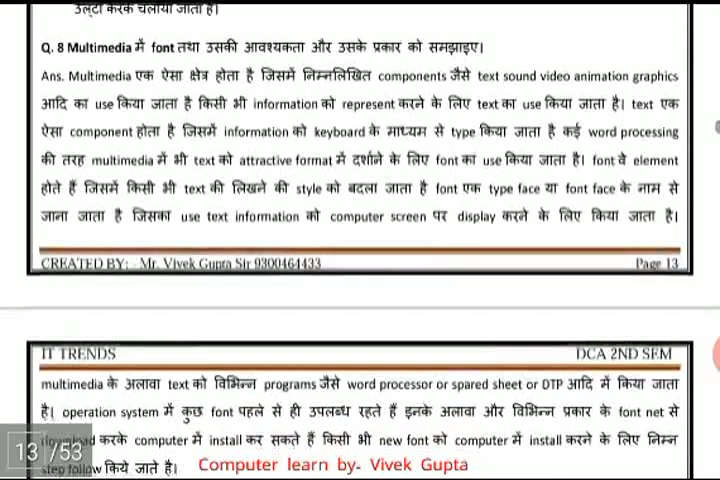 उल्टा करके चलाया जाता है।
Q. 8 Multimedia में font तथा उसकी आवश्यकता और उसके प्रकार को समझाइए।
Ans. Multimedia एक ऐसा क्षेत्र होता है जिसमें निम्नलिखित components जैसे text sound video animation graphics
आदि का use किया जाता है किसी भी information को represent करने के लिए text का use किया जाता है। text एक
ऐसा component होता है जिसमें information को keyboard के माध्यम से type किया जाता है कई word processing
की तरह multimedia में भी text को attractive format में दर्शाने के लिए font का use किया जाता है। font वे element
होते हैं जिसमें किसी भी text की लिखने की style को बदला जाता है font एक type face या font face के नाम से
जाना जाता है जिसका use text information को computer screen पर display करने के लिए किया जाता है।
CREATED BY: Mr. Vivek Gupta Sir 9300464433 Page 13
IT TRENDS DCA 2ND SEM
multimedia के अलावा text को विभिन्न programs जैसे word processor or spared sheet or DTP आदि में किया जाता
है। operation system में कुछ font पहले से ही उपलब्ध रहते हैं इनके अलावा और विभिन्न प्रकार के font net से
download करके computer में install कर सकते हैं किसी भी new font को computer में install करने के लिए निम्न
step follow किये जाते है।
13 /53
Computer learn by- Vivek Gupta